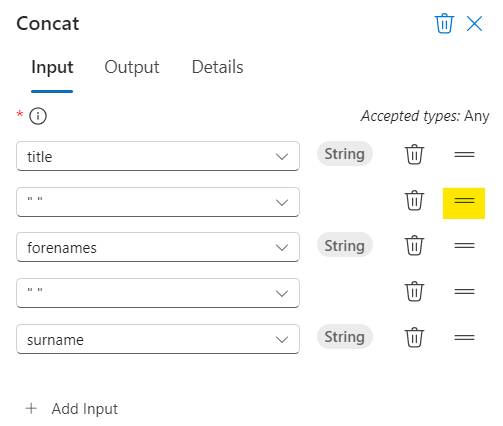 Concat
Input Output Details
* Accepted types: Any
title String
" "
forenames String
" "
surname String
+ Add Input